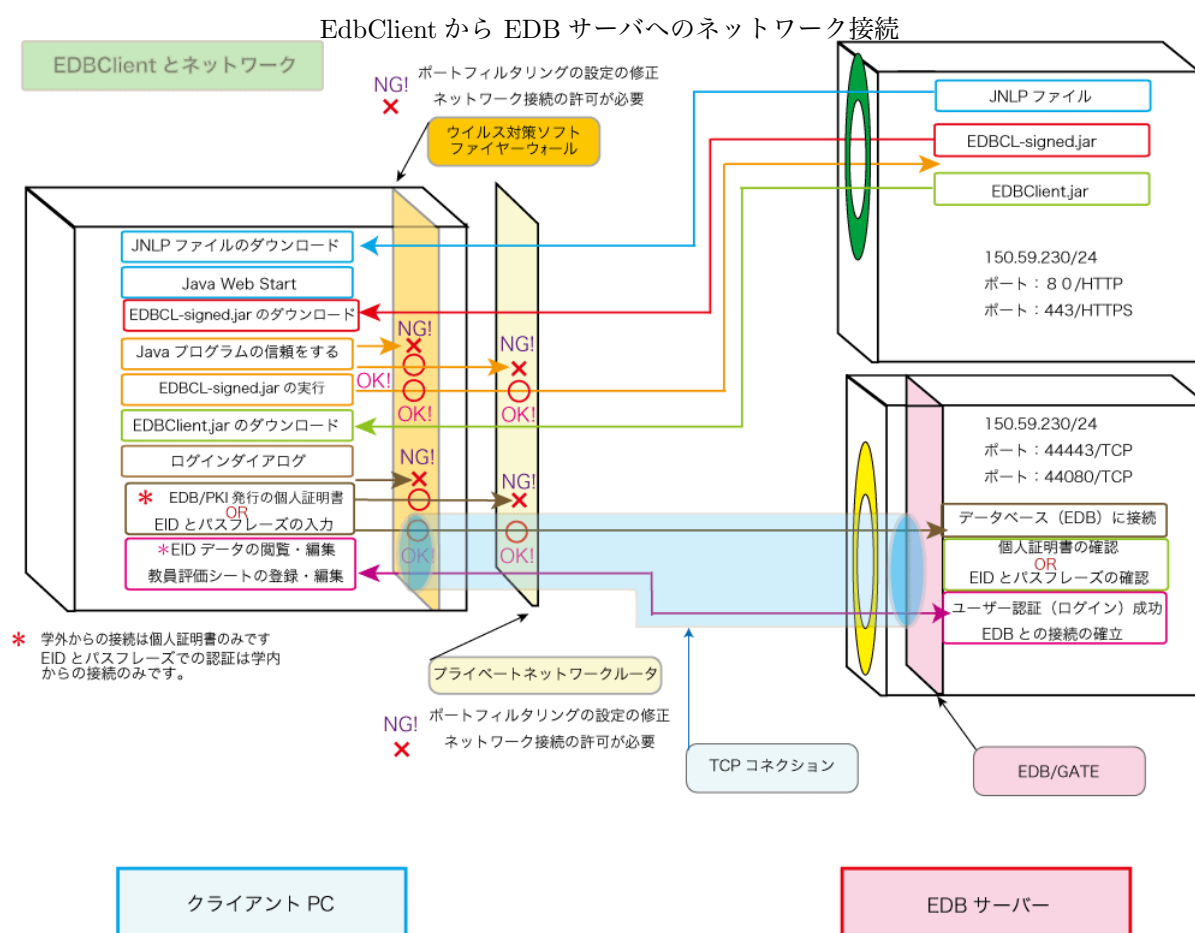 EdbClient から EDB サーバへのネットワーク接続
EDBClient とネットワーク
NG!
ポートフィルタリングの設定の修正
ネットワーク接続の許可が必要
ウイルス対策ソフト
ファイヤーウォール
JNLP ファイル
EDBCL-signed.jar
EDBClient.jar
150.59.230/24
ポート：８０/HTTP
ポート：443/HTTPS
JNLP ファイルのダウンロード
Java Web Start
EDBCL-signed.jar のダウンロード
Java プログラムの信頼をする
EDBCL-signed.jar の実行
EDBClient.jar のダウンロード
ログインダイアログ
* EDB/PKI 発行の個人証明書
OR
EID とパスフレーズの入力
*EID データの閲覧・編集
教員評価シートの登録・編集
NG!
OK!
OK!
NG!
OK!
NG!
OK!
NG!
OK!
150.59.230/24
ポート：44443/TCP
ポート：44080/TCP
データベース（EDB）に接続
個人証明書の確認
OR
EID とパスフレーズの確認
ユーザー認証（ログイン）成功
EDB との接続の確立
* 学外からの接続は個人証明書のみです
EID とパスフレーズでの認証は学内
からの接続のみです。
プライベートネットワークルータ
NG!
ポートフィルタリングの設定の修正
ネットワーク接続の許可が必要
TCP コネクション
EDB/GATE
クライアント PC
EDB サーバー